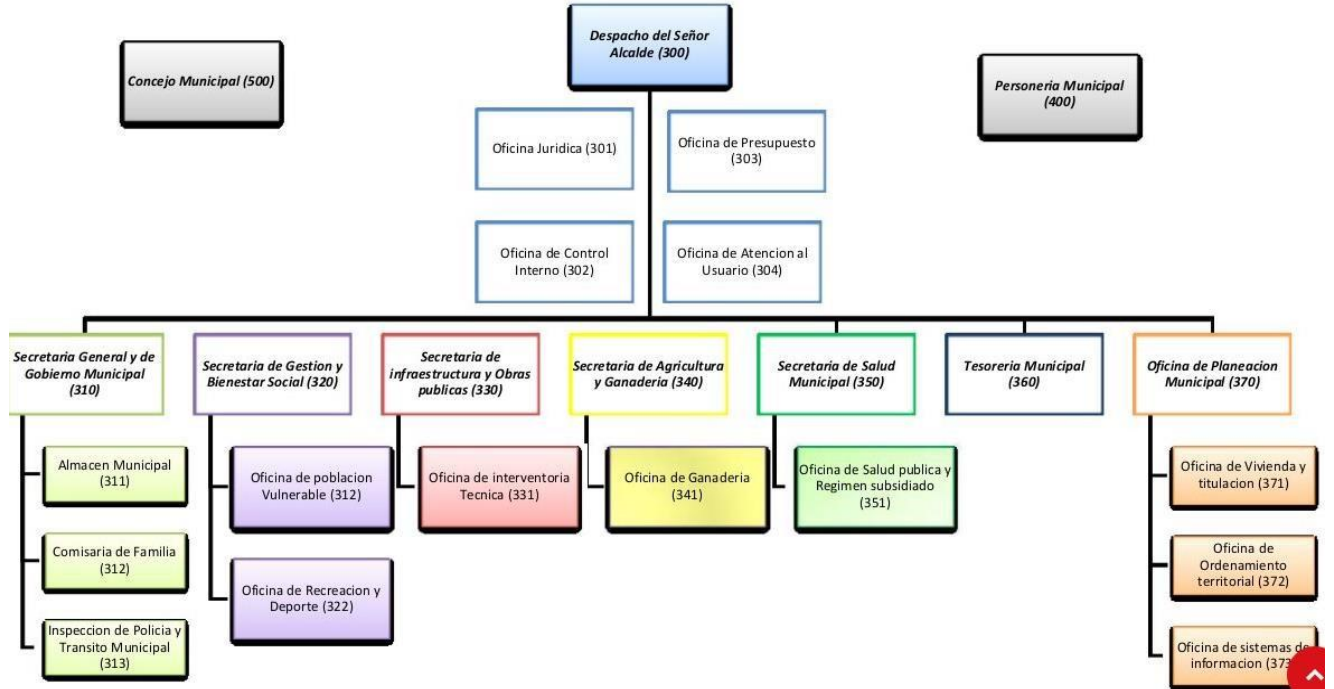 Despacho del Señor
Alcalde (300)
Concejo Municipal (500)
Personeria Municipal
(400)
Oficina Juridica (301)
Oficina de Presupuesto
(303)
Oficina de Control
Interno (302)
Oficina de Atencion al
Usuario (304)
Secretaria General y de
Gobierno Municipal
(310)
Secretaria de Gestion y
Bienestar Social (320)
Secretaria de
infraestructura y Obras
publicas (330)
Secretaria de Agricultura
y Ganaderia (340)
Secretaria de Salud
Municipal (350)
Tesoreria Municipal
(360)
Oficina de Planeacion
Municipal (370)
Almacen Municipal
(311)
Comisaria de Familia
(312)
Inspeccion de Policia y
Transito Municipal
(313)
Oficina de poblacion
Vulnerable (312)
Oficina de Recreacion y
Deporte (322)
Oficina de interventoria
Tecnica (331)
Oficina de Ganaderia
(341)
Oficina de Salud publica y
Regimen subsidiado
(351)
Oficina de Vivienda y
titulacion (371)
Oficina de
Ordenamiento
territorial (372)
Oficina de sistemas de
informacion (373